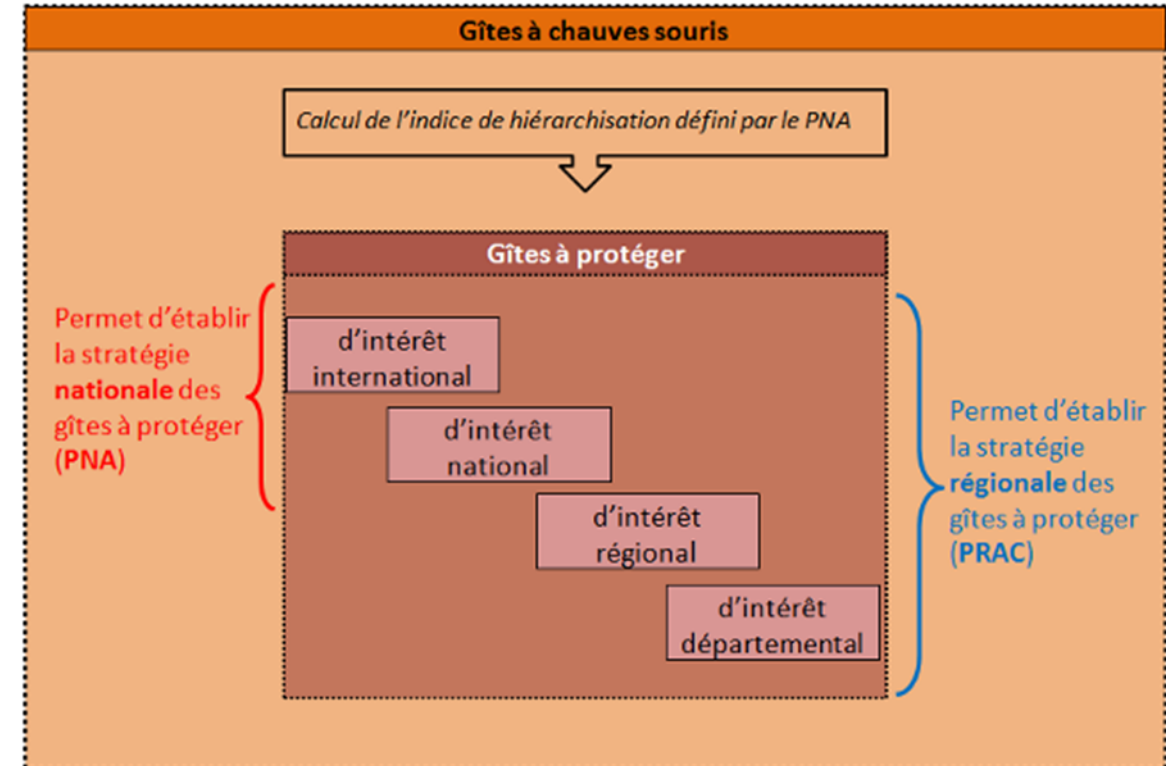 Gîtes à chauves souris
Calcul de l'indice de hiérarchisation défini par le PNA
Gîtes à protéger
Permet d'établir
la stratégie
nationale des
gîtes à protéger
(PNA)
d'intérêt
international
d'intérêt
national
d'intérêt
régional
d'intérêt
départemental
Permet d'établir
la stratégie
régionale des
gîtes à protéger
(PRAC)